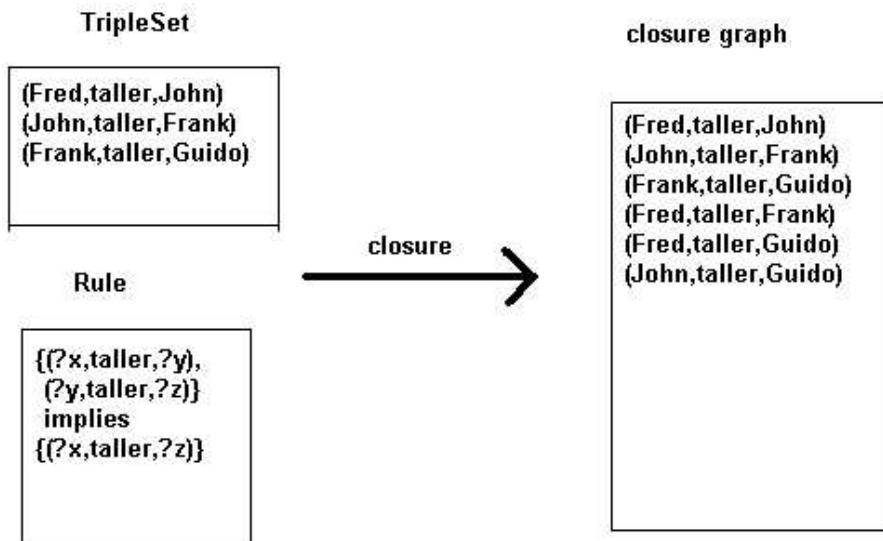 TripleSet
(Fred,taller,John)
(John,taller,Frank)
(Frank,taller,Guido)
Rule
{(?x,taller,?y),
(?y,taller,?z)}
implies
{(?x,taller,?z)}
closure
closure graph
(Fred,taller,John)
(John,taller,Frank)
(Frank,taller,Guido)
(Fred,taller,Frank)
(Fred,taller,Guido)
(John,taller,Guido)